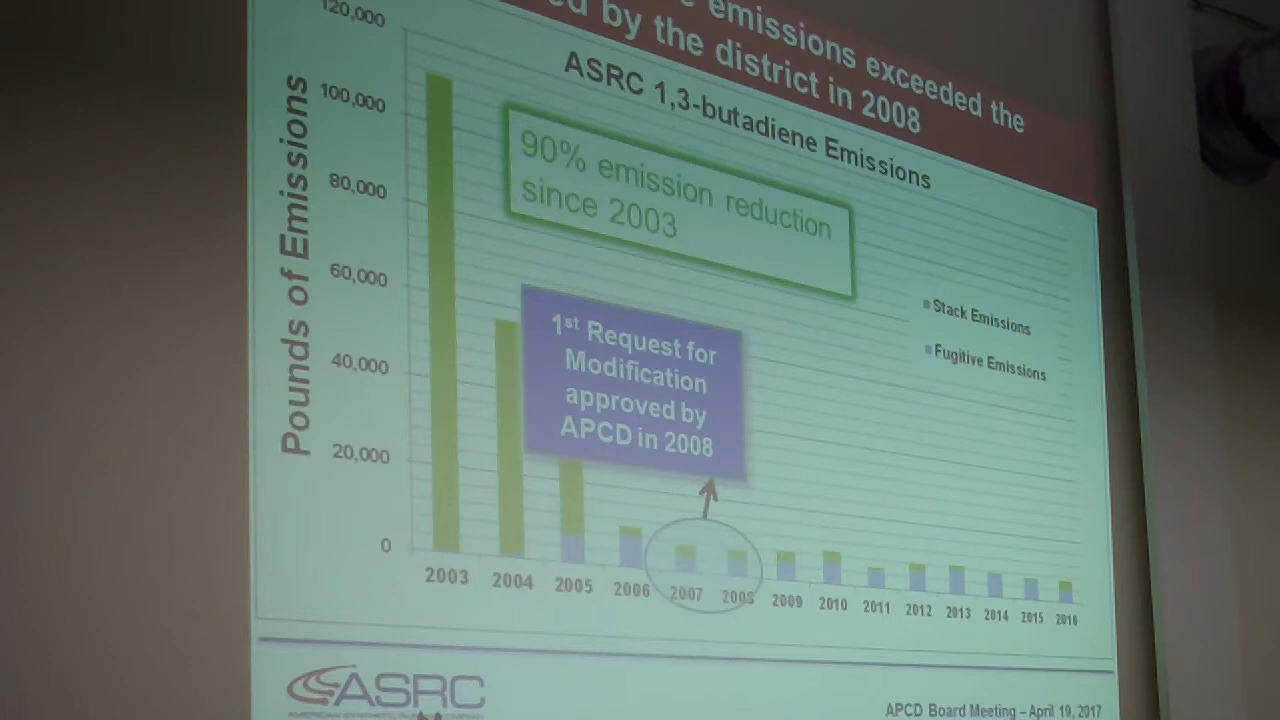 emissions exceeded the
by the district in 2008
ASRC 1,3-butadiene Emissions
90% emission reduction
since 2003
1st Request for
Modification
approved by
APCD in 2008
Pounds of Emissions
120,000
100,000
80,000
60,000
40,000
20,000
0
Stack Emissions
Fugitive Emissions
2003 2004 2005 2006 2007 2008 2009 2010 2011 2012 2013 2014 2015 2016
ASRC
APCD Board Meeting – April 19, 2017